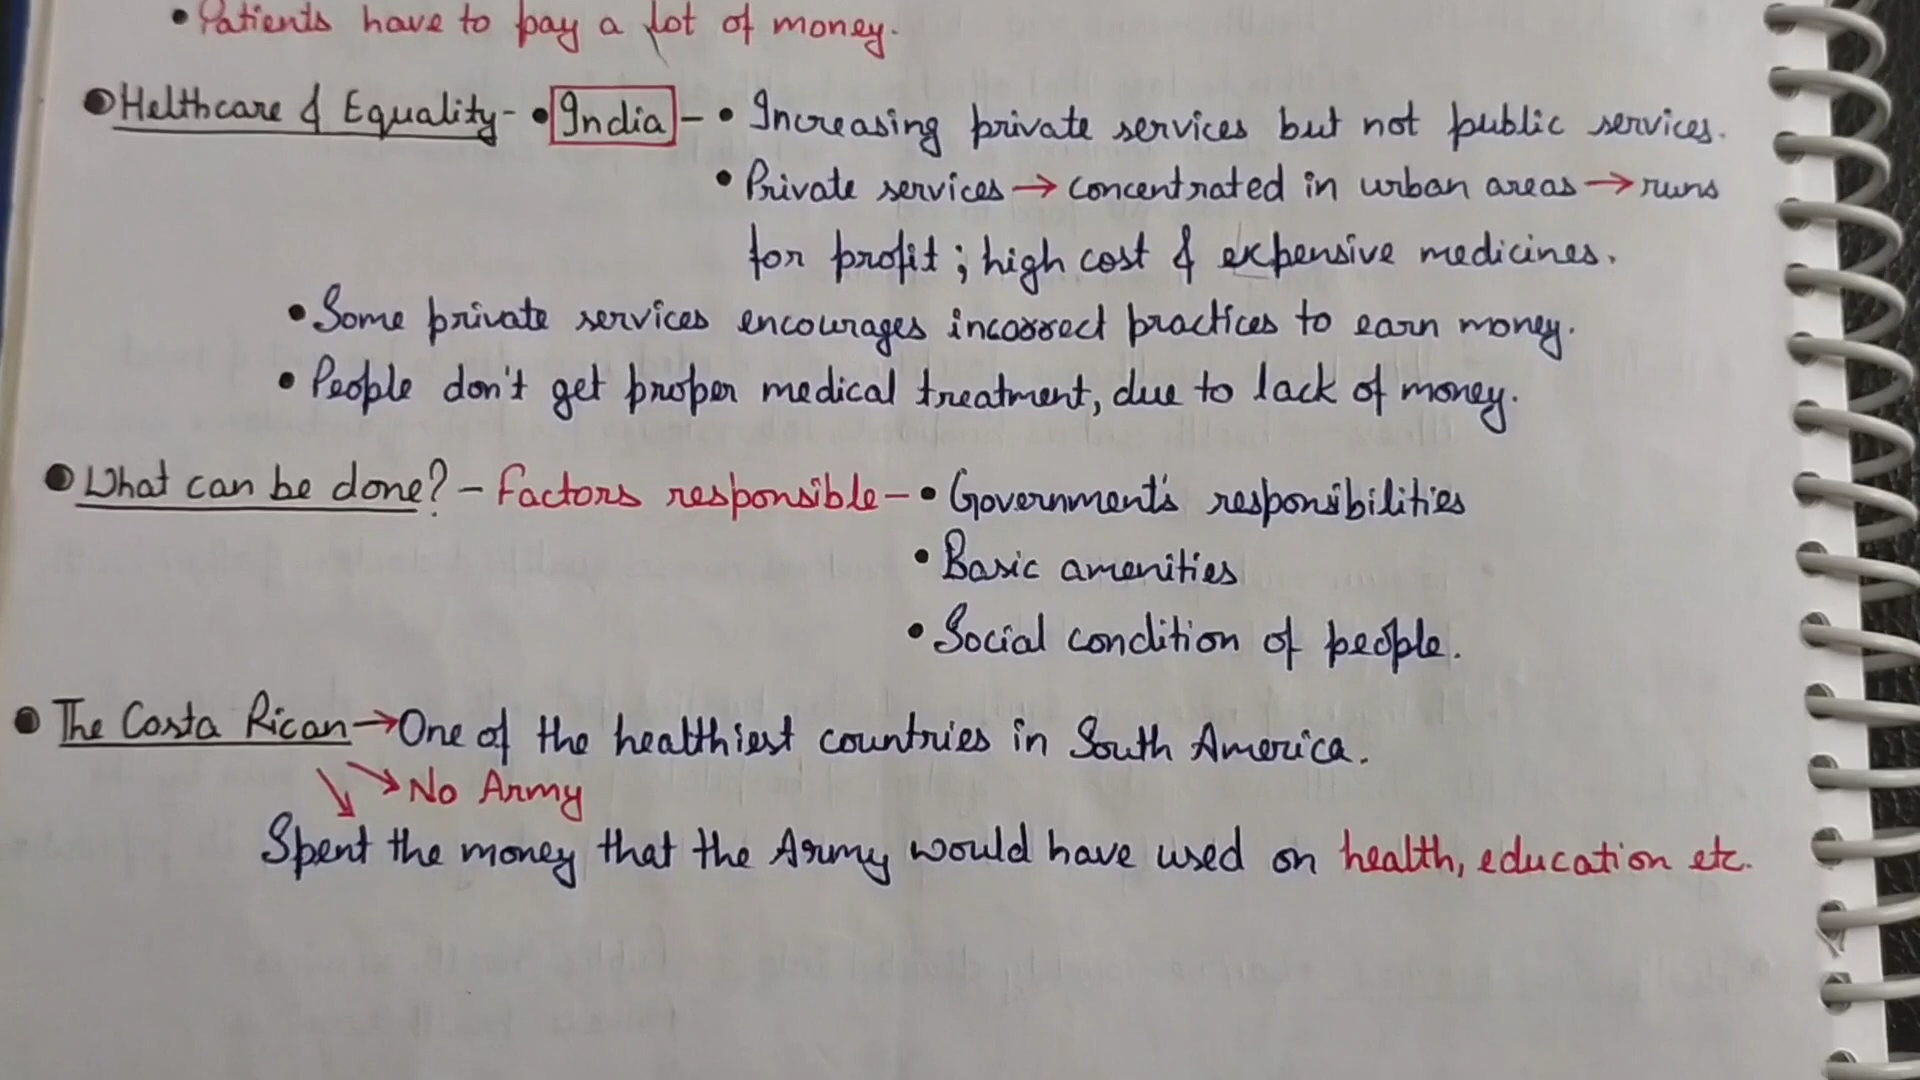 • Patients have to pay a lot of money.
• Helthcare & Equality - • India - • Increasing private services but not public services.
• Private services → concentrated in urban areas → runs
for profit ; high cost & expensive medicines.
• Some private services encourages incorrect practices to earn money.
• People don't get proper medical treatment, due to lack of money.
• What can be done? - Factors responsible - • Government's responsibilities
• Basic amenities
• Social condition of people.
• The Costa Rican → One of the healthiest countries in South America.
→ No Army
Spent the money that the Army would have used on health, education etc.